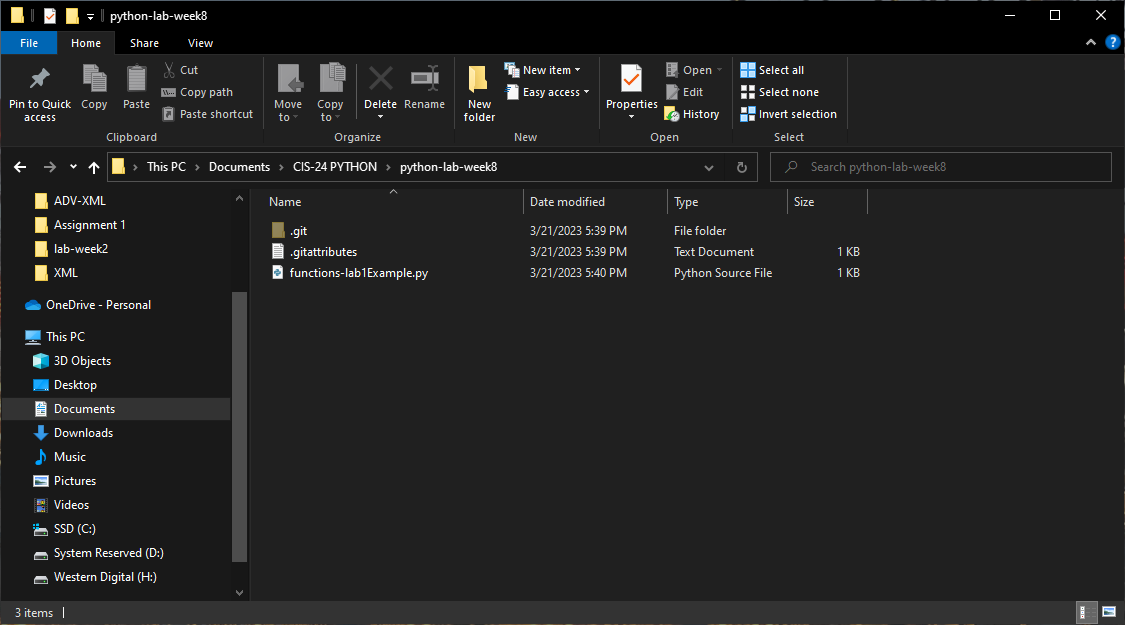 python-lab-week8
File Home Share View
Pin to Quick access
Copy
Paste
Cut
Copy path
Paste shortcut
Clipboard
Move to
Copy to
Delete
Rename
Organize
New folder
New item
Easy access
New
Properties
Open
Edit
History
Open
Select all
Select none
Invert selection
Select
This PC > Documents > CIS-24 PYTHON > python-lab-week8
Search python-lab-week8
ADV-XML
Assignment 1
lab-week2
XML
OneDrive - Personal
This PC
3D Objects
Desktop
Documents
Downloads
Music
Pictures
Videos
SSD (C:)
System Reserved (D:)
Western Digital (H:)
Name Date modified Type Size
.git 3/21/2023 5:39 PM File folder
.gitattributes 3/21/2023 5:39 PM Text Document 1 KB
functions-lab1Example.py 3/21/2023 5:40 PM Python Source File 1 KB
3 items